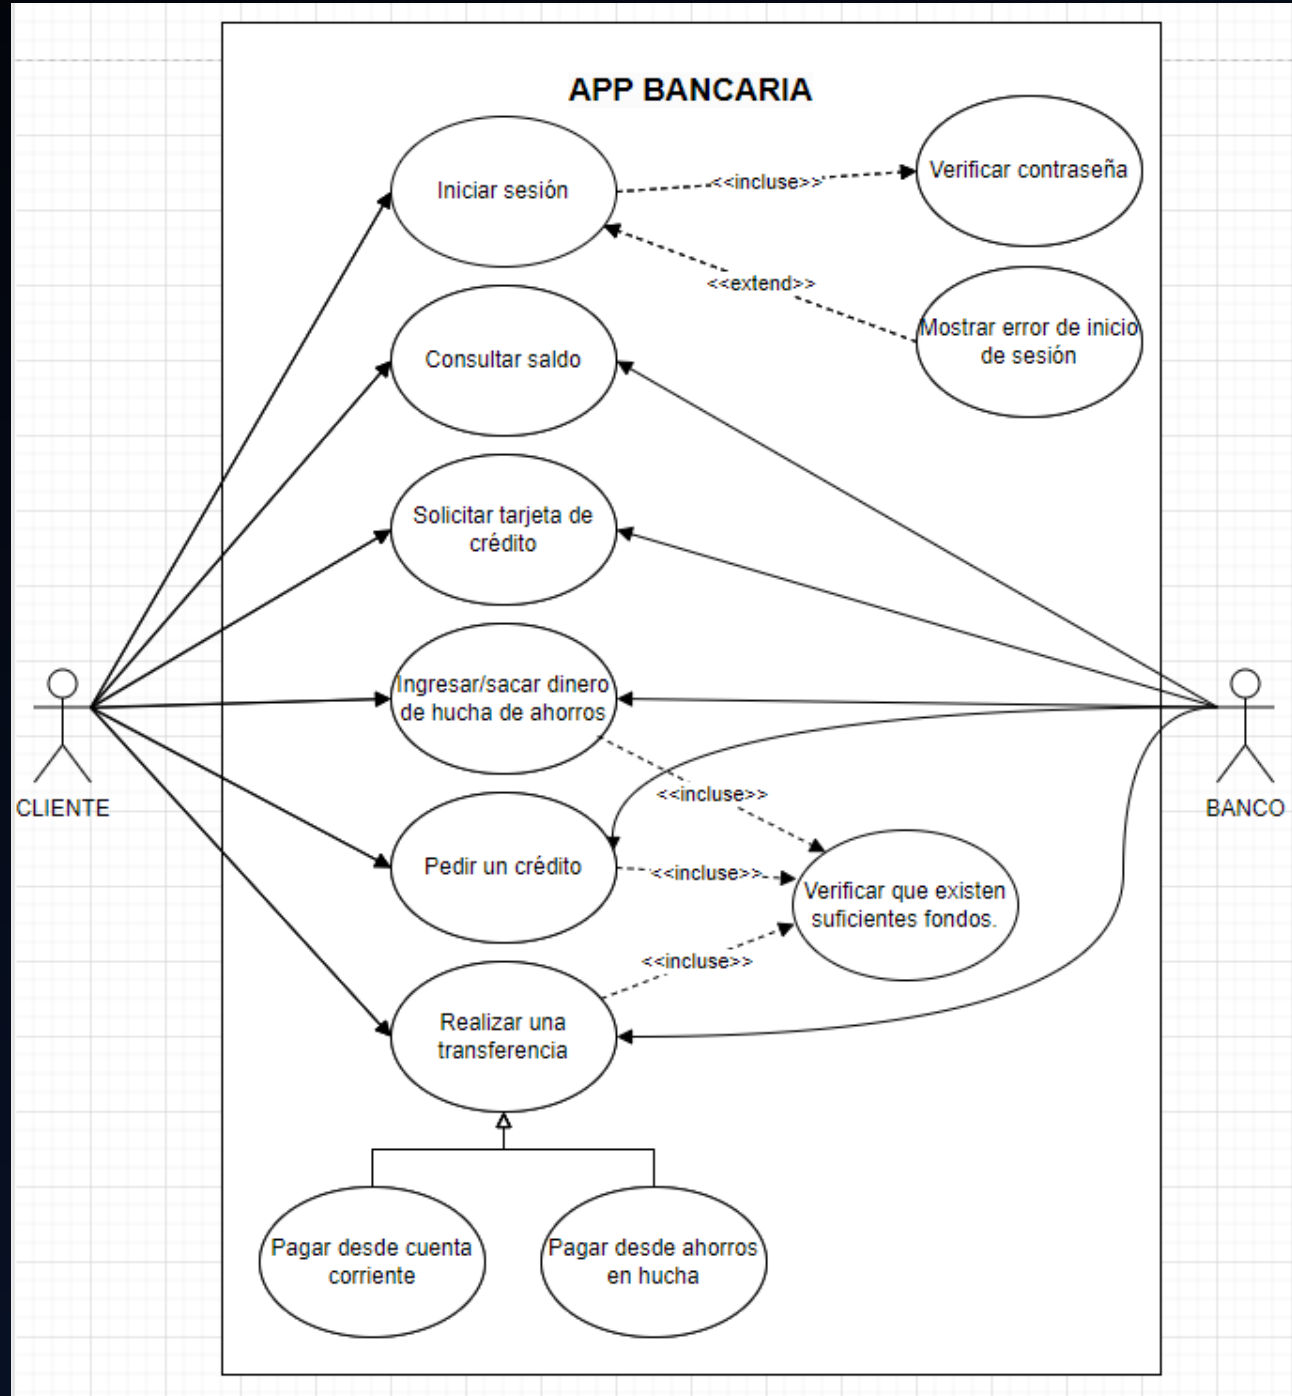 APP BANCARIA
Iniciar sesión
<<incluse>>
Verificar contraseña
<<extend>>
Mostrar error de inicio
de sesión
Consultar saldo
Solicitar tarjeta de
crédito
Ingresar/sacar dinero
de hucha de ahorros
CLIENTE
BANCO
<<incluse>>
Pedir un crédito
<<incluse>>
Verificar que existen
suficientes fondos.
<<incluse>>
Realizar una
transferencia
Pagar desde cuenta
corriente
Pagar desde ahorros
en hucha